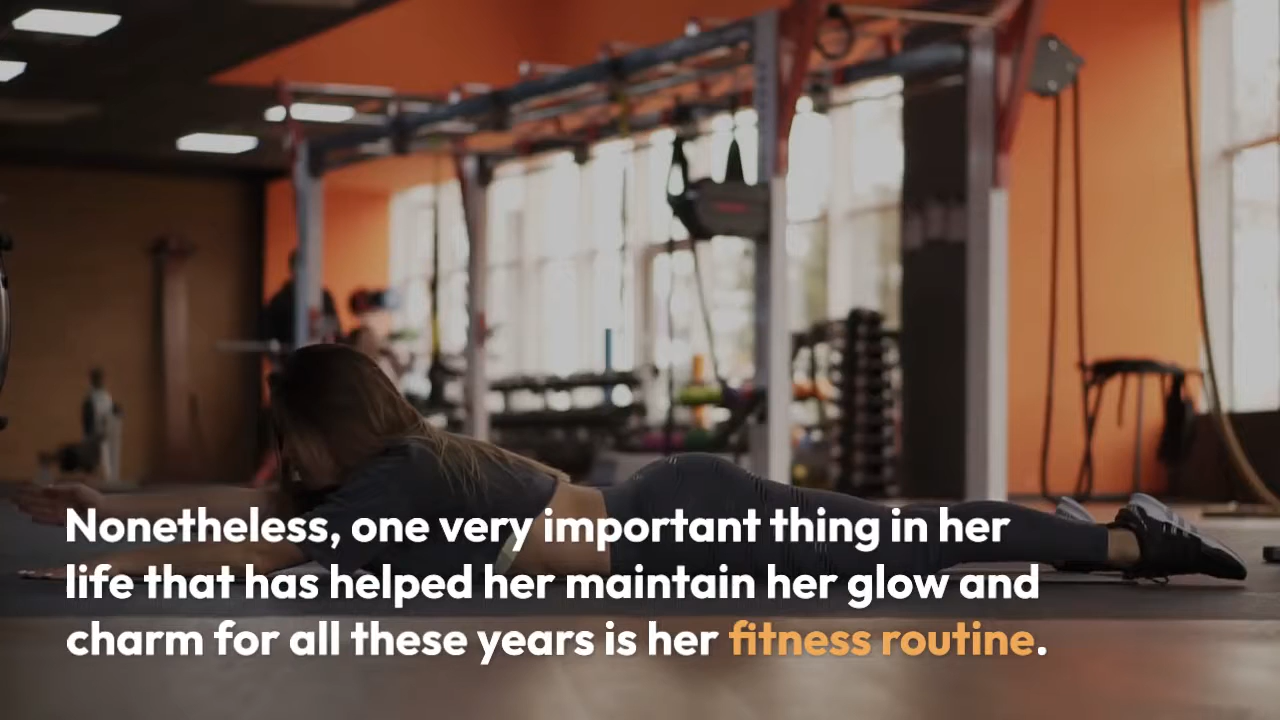 Nonetheless, one very important thing in her
life that has helped her maintain her glow and
charm for all these years is her fitness routine.